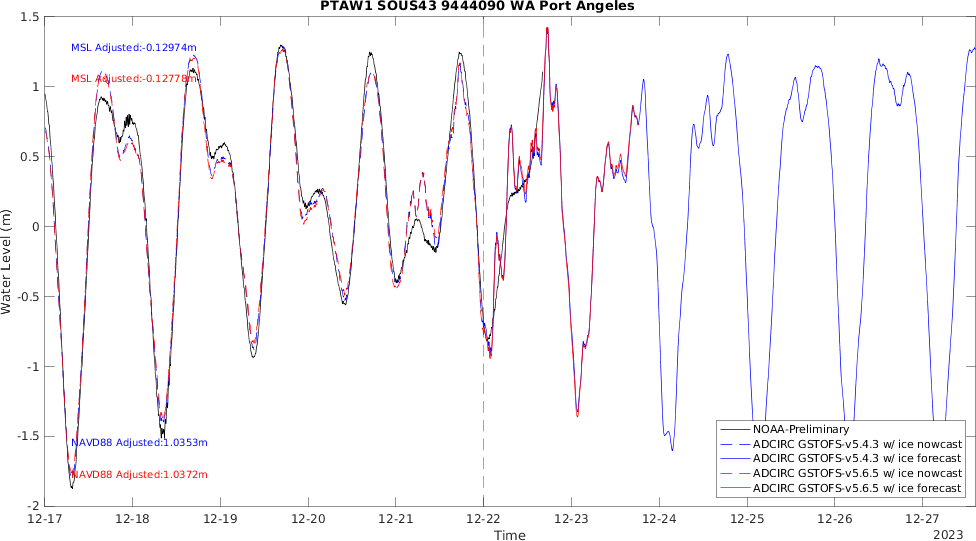 PTAW1 SOUS43 9444090 WA Port Angeles
1.5
1
0.5
0
-0.5
-1
-1.5
-2
Water Level (m)
MSL Adjusted:-0.12974m
MSL Adjusted:-0.12778m
NAVD88 Adjusted:1.0353m
NAVD88 Adjusted:1.0372m
NOAA-Preliminary
ADCIRC GSTOFS-v5.4.3 w/ ice nowcast
ADCIRC GSTOFS-v5.4.3 w/ ice forecast
ADCIRC GSTOFS-v5.6.5 w/ ice nowcast
ADCIRC GSTOFS-v5.6.5 w/ ice forecast
12-17 12-18 12-19 12-20 12-21 12-22 12-23 12-24 12-25 12-26 12-27
Time
2023